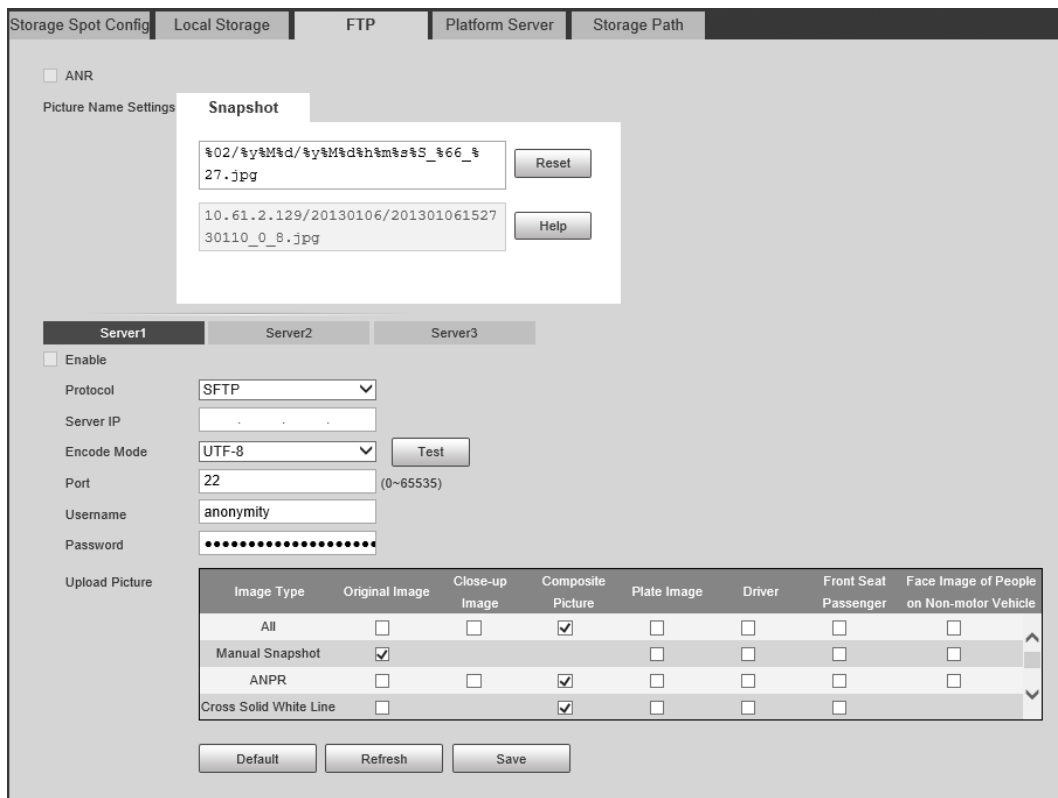 Storage Spot Config Local Storage FTP Platform Server Storage Path
ANR
Picture Name Settings Snapshot
%02/%y%M%d/%y%M%d%h%m%s%S_%66_%
27.jpg
Reset
10.61.2.129/20130106/201301061527
30110_0_8.jpg
Help
Server1 Server2 Server3
Enable
Protocol SFTP
Server IP . . .
Encode Mode UTF-8 Test
Port 22 (0~65535)
Username anonymity
Password ●●●●●●●●●●●●●●●●●●●●
Upload Picture
Image Type Original Image Close-up Image Composite Picture Plate Image Driver Front Seat Passenger Face Image of People on Non-motor Vehicle
All
Manual Snapshot
ANPR
Cross Solid White Line
Default Refresh Save